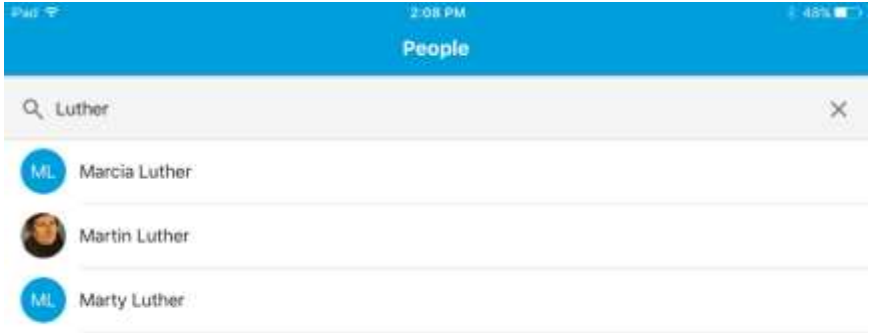 iPad 2:08 PM 48%
People
Luther
ML Marcia Luther
Martin Luther
ML Marty Luther